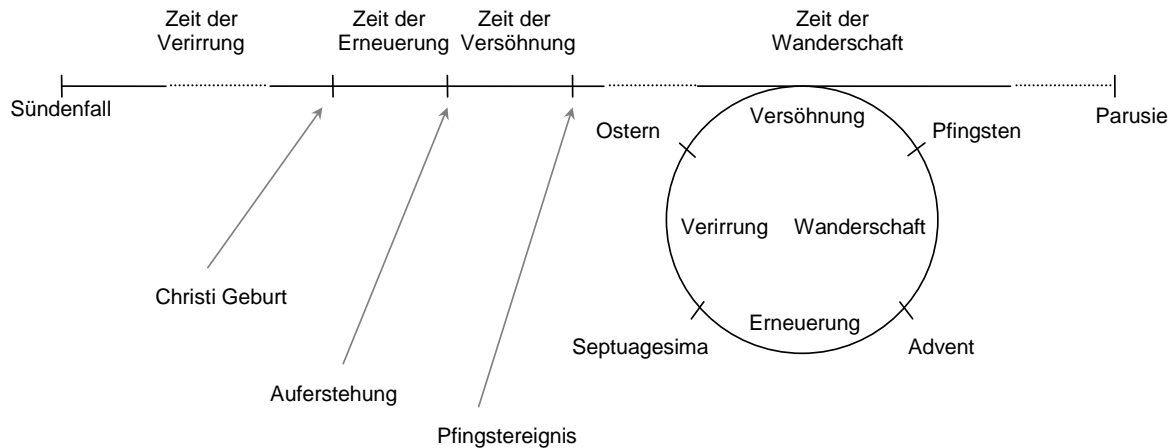 Zeit der
Verirrung
Zeit der
Erneuerung
Zeit der
Versöhnung
Zeit der
Wanderschaft
Sündenfall
Ostern
Versöhnung
Pfingsten
Parusie
Verirrung
Wanderschaft
Christi Geburt
Erneuerung
Septuagesima
Advent
Auferstehung
Pfingstereignis